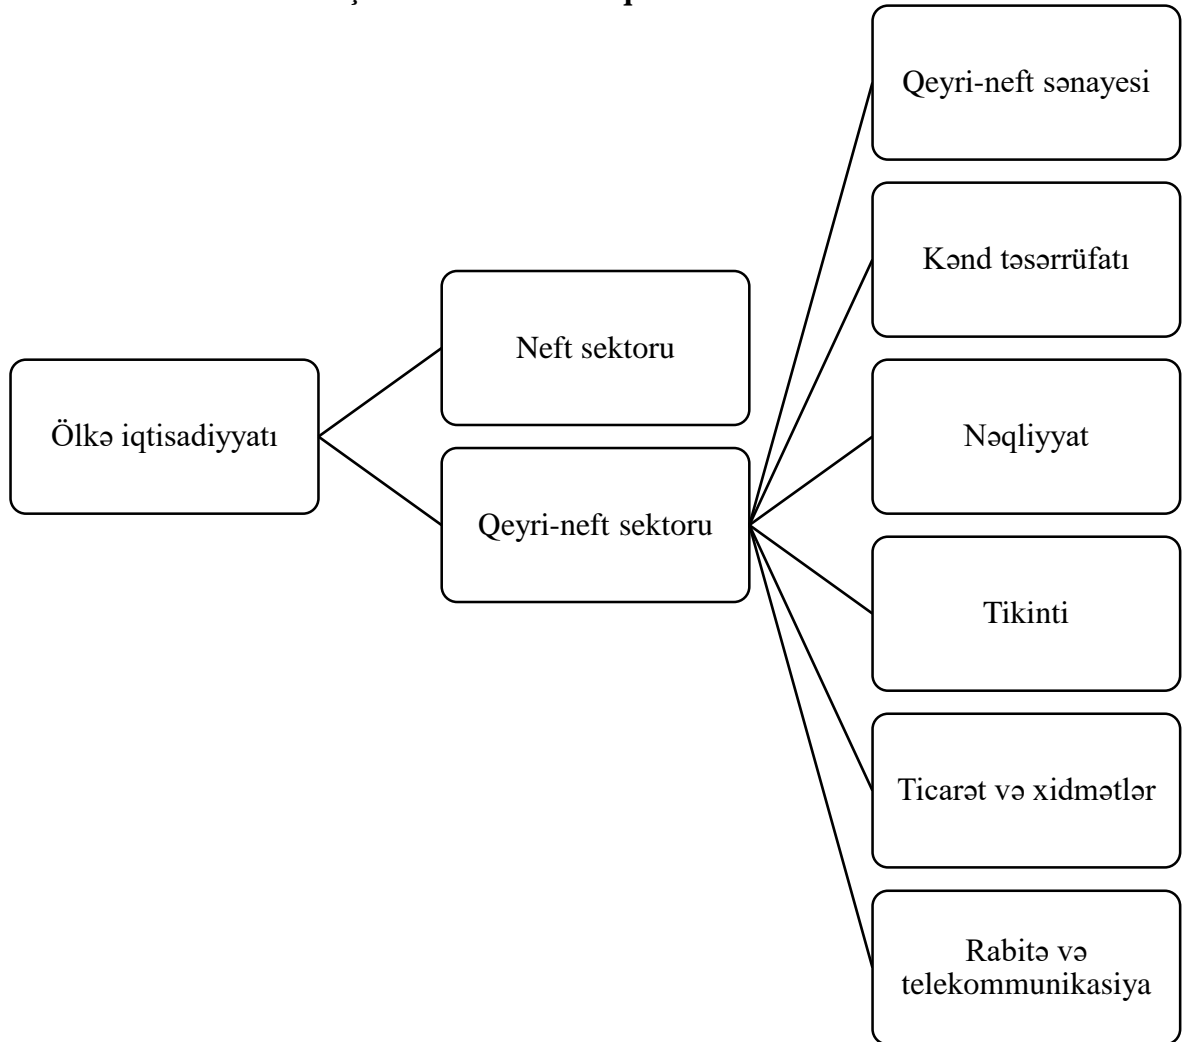 Qeyri-neft sənayesi
Kənd təsərrüfatı
Neft sektoru
Ölkə iqtisadiyyatı
Nəqliyyat
Qeyri-neft sektoru
Tikinti
Ticarət və xidmətlər
Rabitə və
telekommunikasiya